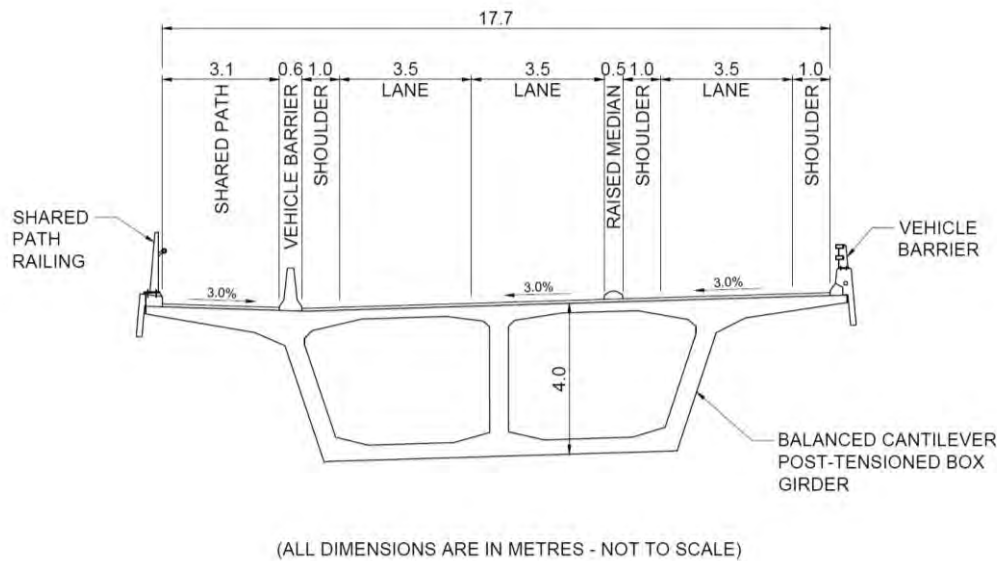 17.7
3.1
0.6
1.0
3.5
3.5
0.5
1.0
3.5
1.0
SHARED PATH
VEHICLE BARRIER
SHOULDER
LANE
LANE
RAISED MEDIAN
SHOULDER
LANE
SHOULDER
SHARED
PATH
RAILING
VEHICLE
BARRIER
3.0%
3.0%
3.0%
4.0
BALANCED CANTILEVER
POST-TENSIONED BOX
GIRDER
(ALL DIMENSIONS ARE IN METRES - NOT TO SCALE)